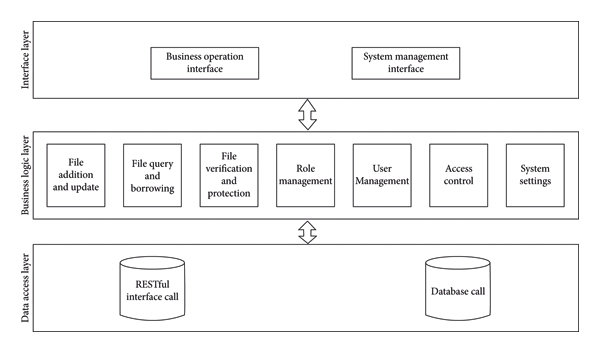 Interface layer
Business operation
interface
System management
interface
Business logic layer
File
addition
and update
File query
and
borrowing
File
verification
and
protection
Role
management
User
Management
Access
control
System
settings
Data access layer
RESTful
interface call
Database call